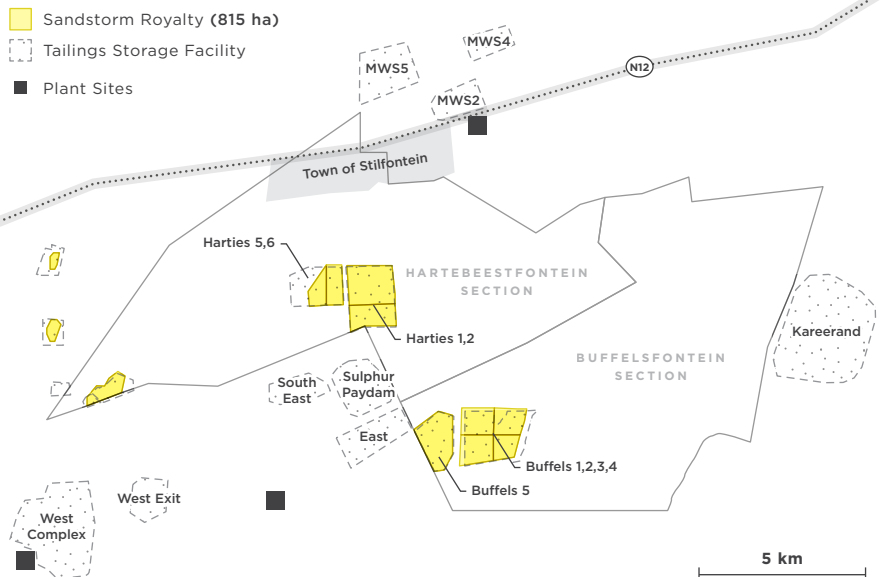 Sandstorm Royalty (815 ha)
Tailings Storage Facility
Plant Sites
MWS4
MWS5
N12
MWS2
Town of Stilfontein
Harties 5,6
HARTEBEESTFONTEIN
SECTION
Kareerand
Harties 1,2
BUFFELSFONTEIN
SECTION
South
East
Sulphur
Paydam
East
Buffels 1,2,3,4
Buffels 5
West Exit
West
Complex
5 km